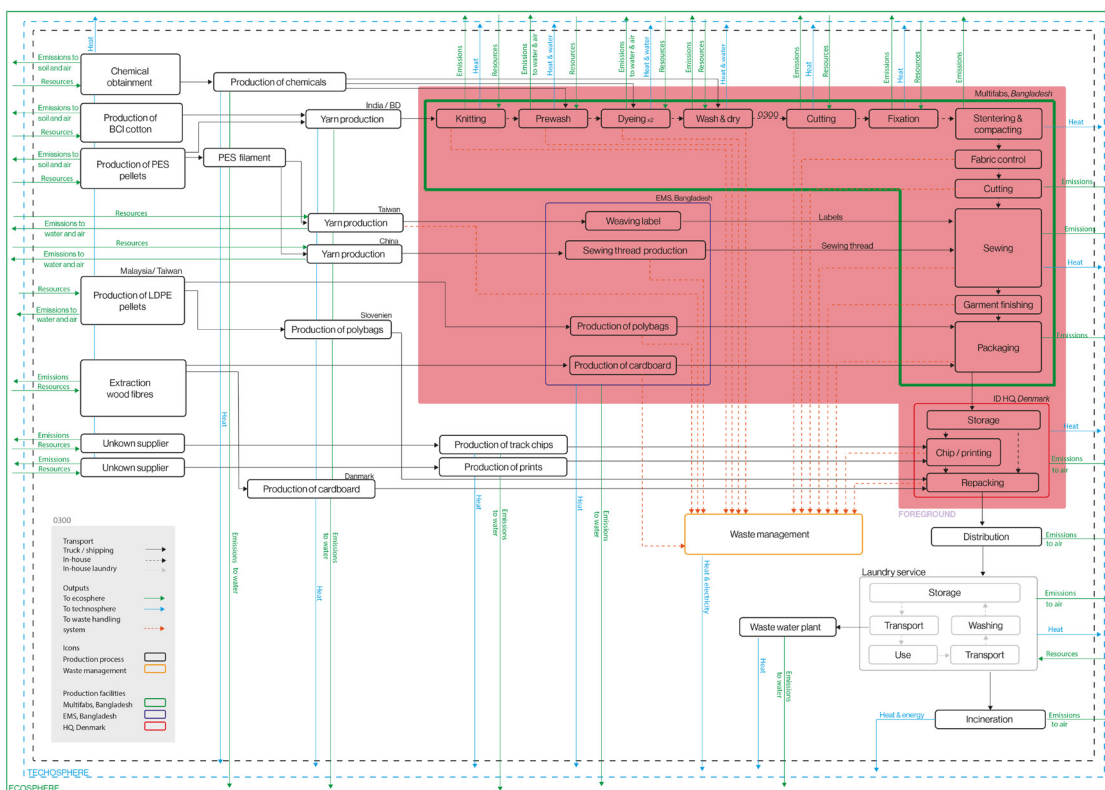 Heat
Emissions
Heat
Resources
Emissions
to water & air
Heat & water
Resources
Emissions
to water & air
Heat & water
Resources
Emissions
Resources
Heat & water
Emissions
Heat
Resources
Emissions
Heat
Resources
Emissions
Emissions to
soil and air
Resources
Chemical
obtainment
Production of chemicals
Multifabs, Bangladesh
Emissions to
soil and air
Resources
Production of
BCI cotton
India / BD
Yarn production
Knitting
Prewash
Dyeing x2
Wash & dry
0300
Cutting
Fixation
Stentering &
compacting
Heat
Emissions to
soil and air
Resources
Production of PES
pellets
PES filament
Fabric control
Cutting
Emissions
EMS, Bangladesh
Resources
Taiwan
Emissions to
water and air
Yarn production
Weaving label
Labels
Sewing
Emissions
Resources
China
Emissions to
water and air
Yarn production
Sewing thread production
Sewing thread
Heat
Malaysia/ Taiwan
Resources
Production of LDPE
pellets
Emissions to
water and air
Garment finishing
Slovenien
Production of polybags
Production of polybags
Packaging
Emissions
Emissions
Resources
Extraction
wood fibres
Production of cardboard
ID HQ, Denmark
Storage
Heat
Heat
Emissions
Resources
Unkown supplier
Production of track chips
Chip / printing
Emissions
Resources
Unkown supplier
Production of prints
Emissions
to air
Danmark
Production of cardboard
Repacking
FOREGROUND
0300
Transport
Truck / shipping
In-house
In-house laundry
Outputs
To ecosphere
To technosphere
To waste handling
system
Icons
Production process
Waste management
Production facilities
Multifabs, Bangladesh
EMS, Bangladesh
HQ, Denmark
Emissions
to water
Emissions
to water
Heat
Emissions
to water
Heat
Emissions
to water
Waste management
Heat & electricity
Distribution
Emissions
to air
Laundry service
Storage
Transport
Washing
Use
Transport
Emissions
to air
Heat
Resources
Waste water plant
Heat
Emissions
to water
Heat & energy
Incineration
Emissions
to air
TECHOSPHERE
ECOSPHERE